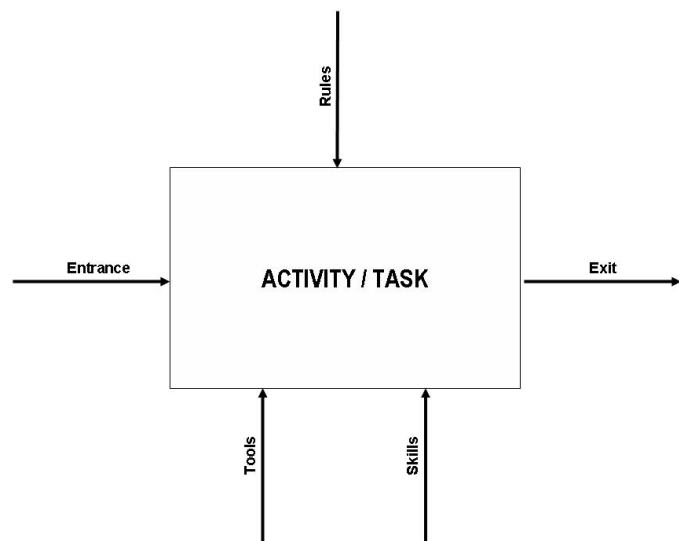 Rules
Entrance
ACTIVITY / TASK
Exit
Tools
Skills